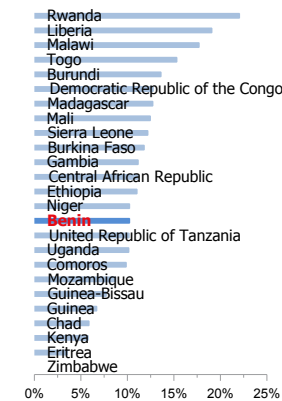 Rwanda
Liberia
Malawi
Togo
Burundi
Democratic Republic of the Congo
Madagascar
Mali
Sierra Leone
Burkina Faso
Gambia
Central African Republic
Ethiopia
Niger
Benin
United Republic of Tanzania
Uganda
Comoros
Mozambique
Guinea-Bissau
Guinea
Chad
Kenya
Eritrea
Zimbabwe
0% 5% 10% 15% 20% 25%